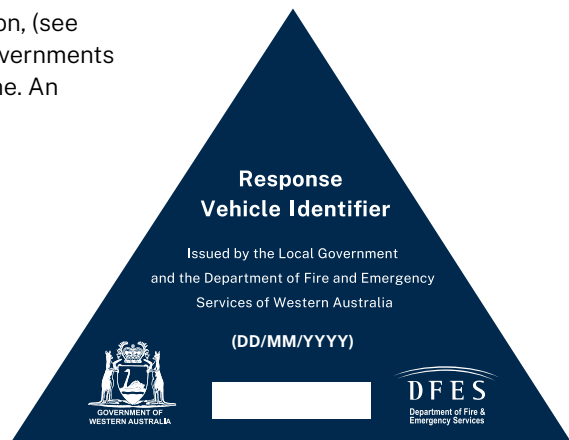 on, (see
vernments
ne. An
Response
Vehicle Identifier
Issued by the Local Government
and the Department of Fire and Emergency
Services of Western Australia
(DD/MM/YYYY)
GOVERNMENT OF
WESTERN AUSTRALIA
DFES
Department of Fire &
Emergency Services